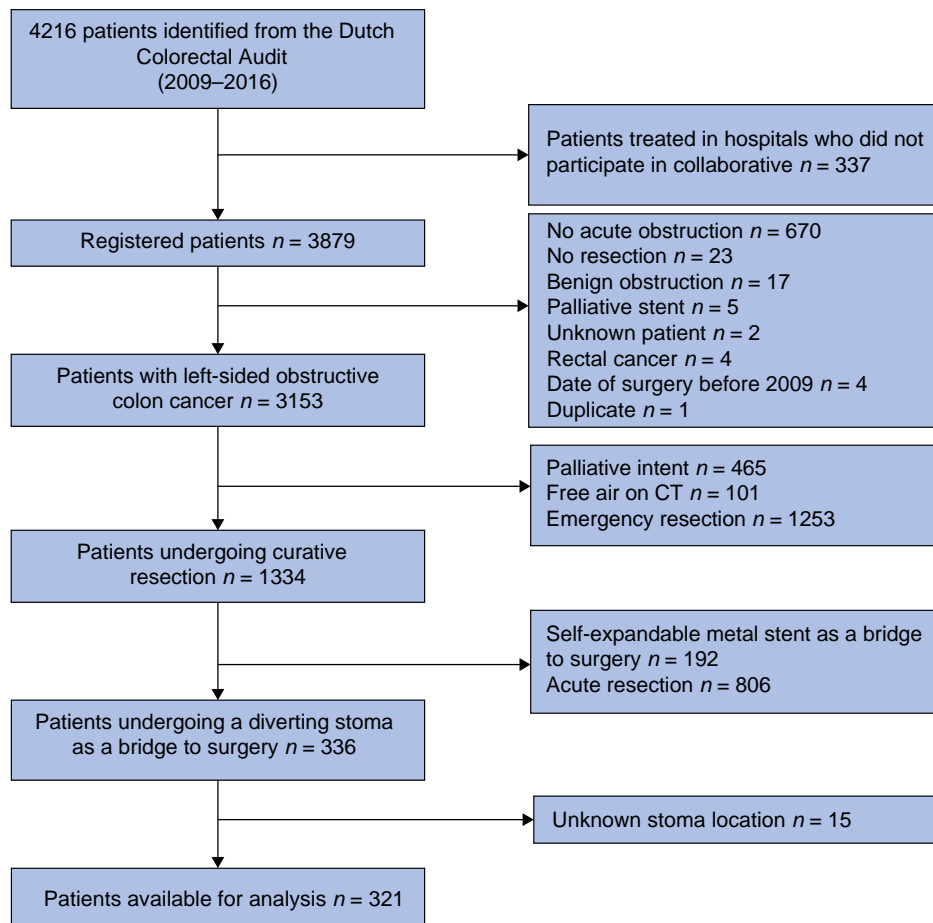 4216 patients identified from the Dutch
Colorectal Audit
(2009–2016)
Patients treated in hospitals who did not
participate in collaborative n = 337
Registered patients n = 3879
No acute obstruction n = 670
No resection n = 23
Benign obstruction n = 17
Palliative stent n = 5
Unknown patient n = 2
Rectal cancer n = 4
Date of surgery before 2009 n = 4
Duplicate n = 1
Patients with left-sided obstructive
colon cancer n = 3153
Palliative intent n = 465
Free air on CT n = 101
Emergency resection n = 1253
Patients undergoing curative
resection n = 1334
Self-expandable metal stent as a bridge
to surgery n = 192
Acute resection n = 806
Patients undergoing a diverting stoma
as a bridge to surgery n = 336
Unknown stoma location n = 15
Patients available for analysis n = 321